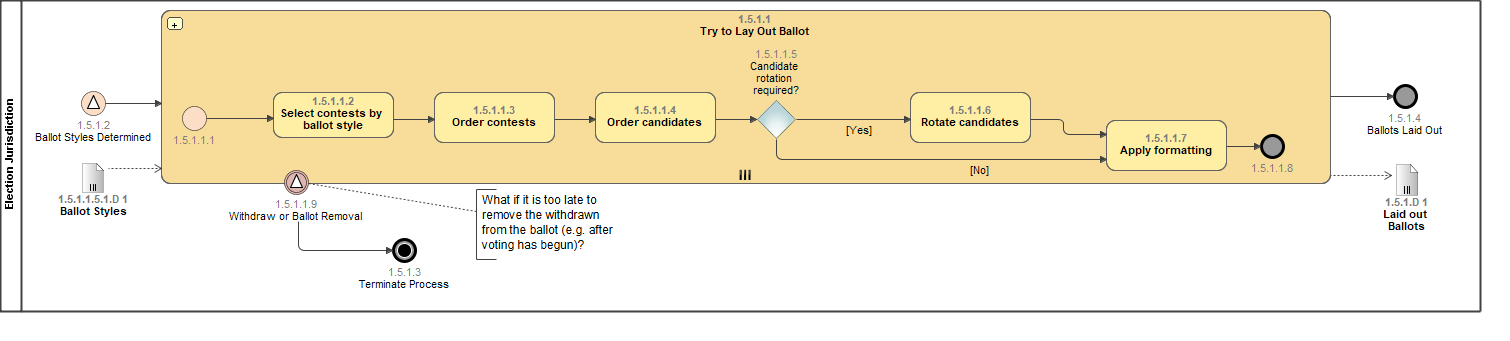 Election Jurisdiction
1.5.1.1
Try to Lay Out Ballot
1.5.1.2
Ballot Styles Determined
1.5.1.1.5.1.D 1
Ballot Styles
1.5.1.1.1
1.5.1.1.2
Select contests by
ballot style
1.5.1.1.3
Order contests
1.5.1.1.4
Order candidates
1.5.1.1.5
Candidate
rotation
required?
[Yes]
[No]
1.5.1.1.6
Rotate candidates
1.5.1.1.7
Apply formatting
1.5.1.1.8
1.5.1.4
Ballots Laid Out
1.5.1.D 1
Laid out
Ballots
1.5.1.1.9
Withdraw or Ballot Removal
What if it is too late to
remove the withdrawn
from the ballot (e.g. after
voting has begun)?
1.5.1.3
Terminate Process